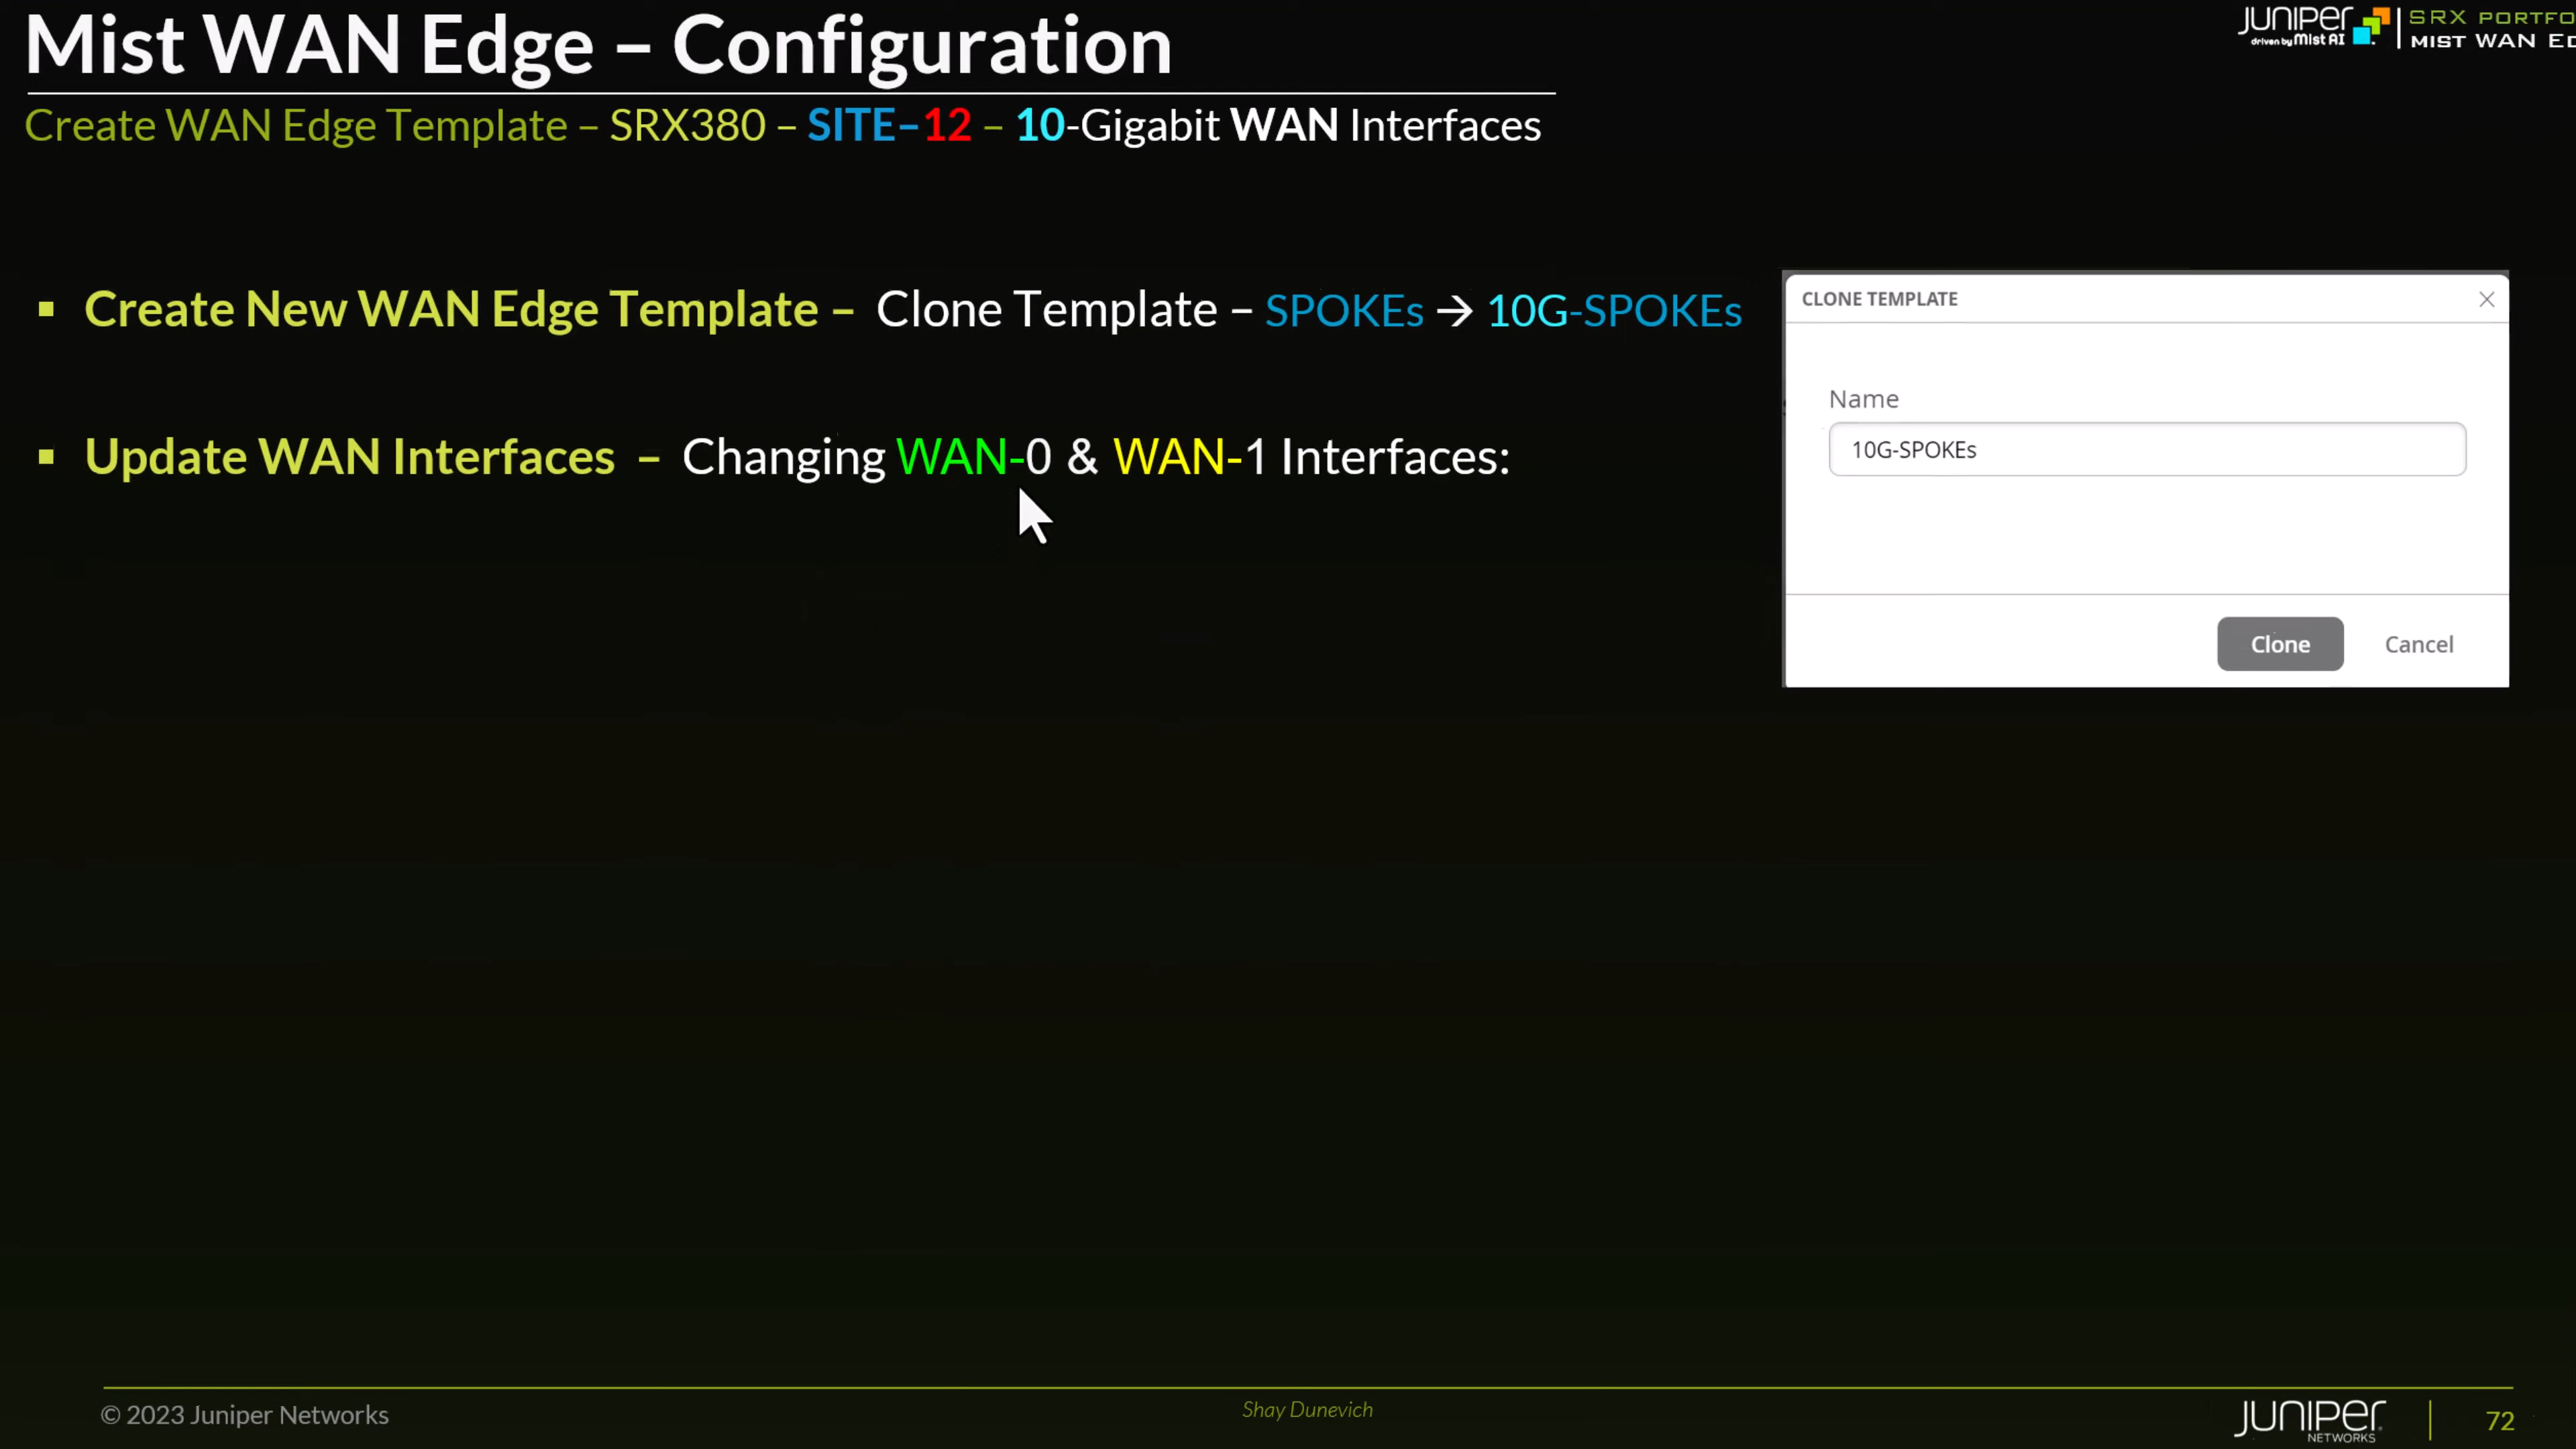 Mist WAN Edge – Configuration
JUNIPER
driven by Mist AI
SRX PORTFO
MIST WAN ED
Create WAN Edge Template – SRX380 – SITE–12 – 10-Gigabit WAN Interfaces
▪ Create New WAN Edge Template – Clone Template – SPOKEs → 10G-SPOKEs
▪ Update WAN Interfaces – Changing WAN-0 & WAN-1 Interfaces:
CLONE TEMPLATE
Name
10G-SPOKEs
Clone Cancel
© 2023 Juniper Networks
Shay Dunevich
JUNIPER
NETWORKS
72